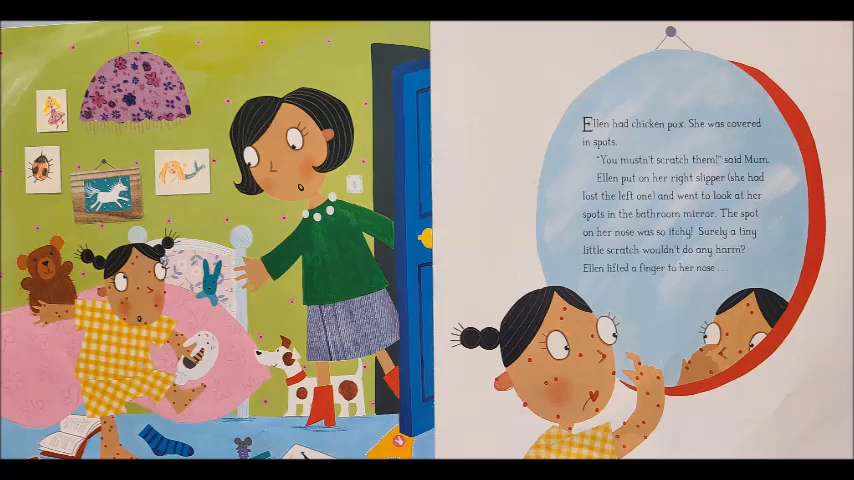 Ellen had chicken pox. She was covered
in spots.
"You mustn't scratch them!" said Mum.
Ellen put on her right slipper (she had
lost the left one) and went to look at her
spots in the bathroom mirror. The spot
on her nose was so itchy! Surely a tiny
little scratch wouldn't do any harm?
Ellen lifted a finger to her nose ...